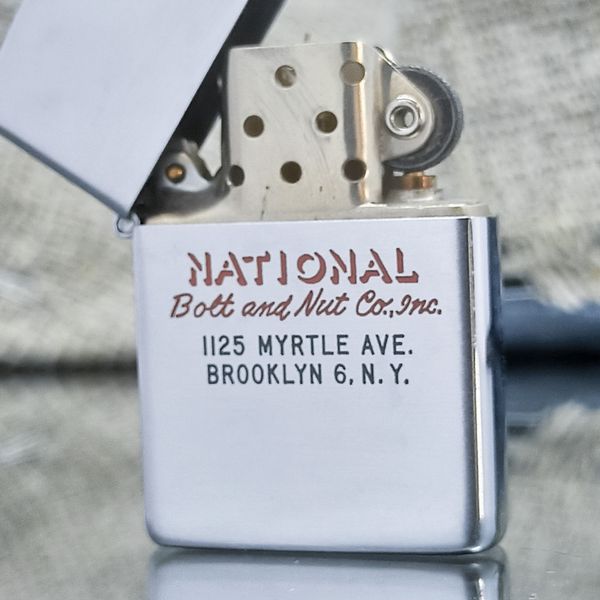 NATIONAL
Bolt and Nut Co., Inc.
1125 MYRTLE AVE.
BROOKLYN 6, N.Y.